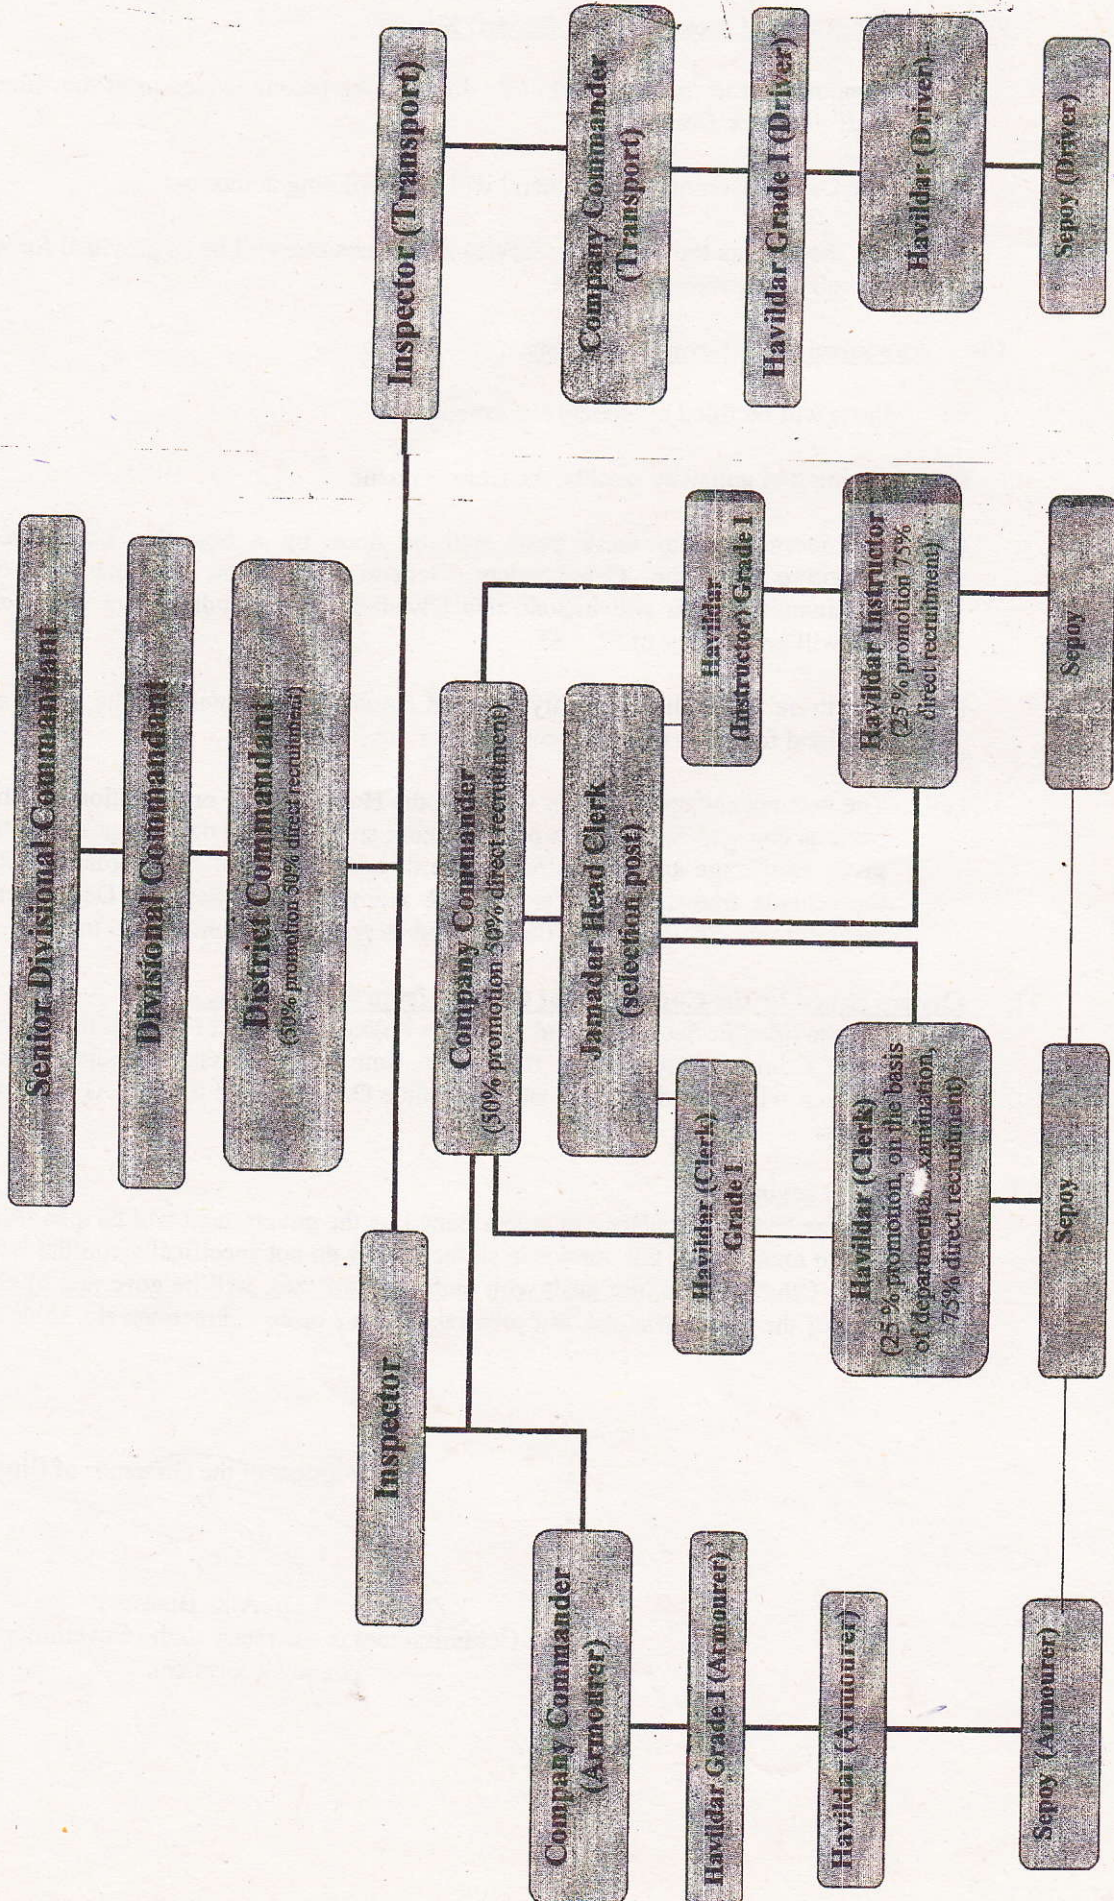 Senior Divisional Commandant
Divisional Commandant
District Commandant
(50% promotion 50% direct recruitment)
Inspector
Inspector (Transport)
Company Commander
(50% promotion 50% direct recruitment)
Company Commander
(Armourer)
Jamadar Head Clerk
(selection post)
Company Commander
(Transport)
Havildar Grade I (Armourer)
Havildar (Clerk)
Grade I
Havildar
(Instructor) Grade I
Havildar Grade I (Driver)
Havildar (Armourer)
Havildar (Clerk)
(25% promotion, on the basis
of departmental examination,
75% direct recrutment)
Havildar Instructor
(25% promotion 75%
direct recruitment)
Havildar (Driver)
Sepoy (Armourer)
Sepoy
Sepoy
Sepoy (Driver)